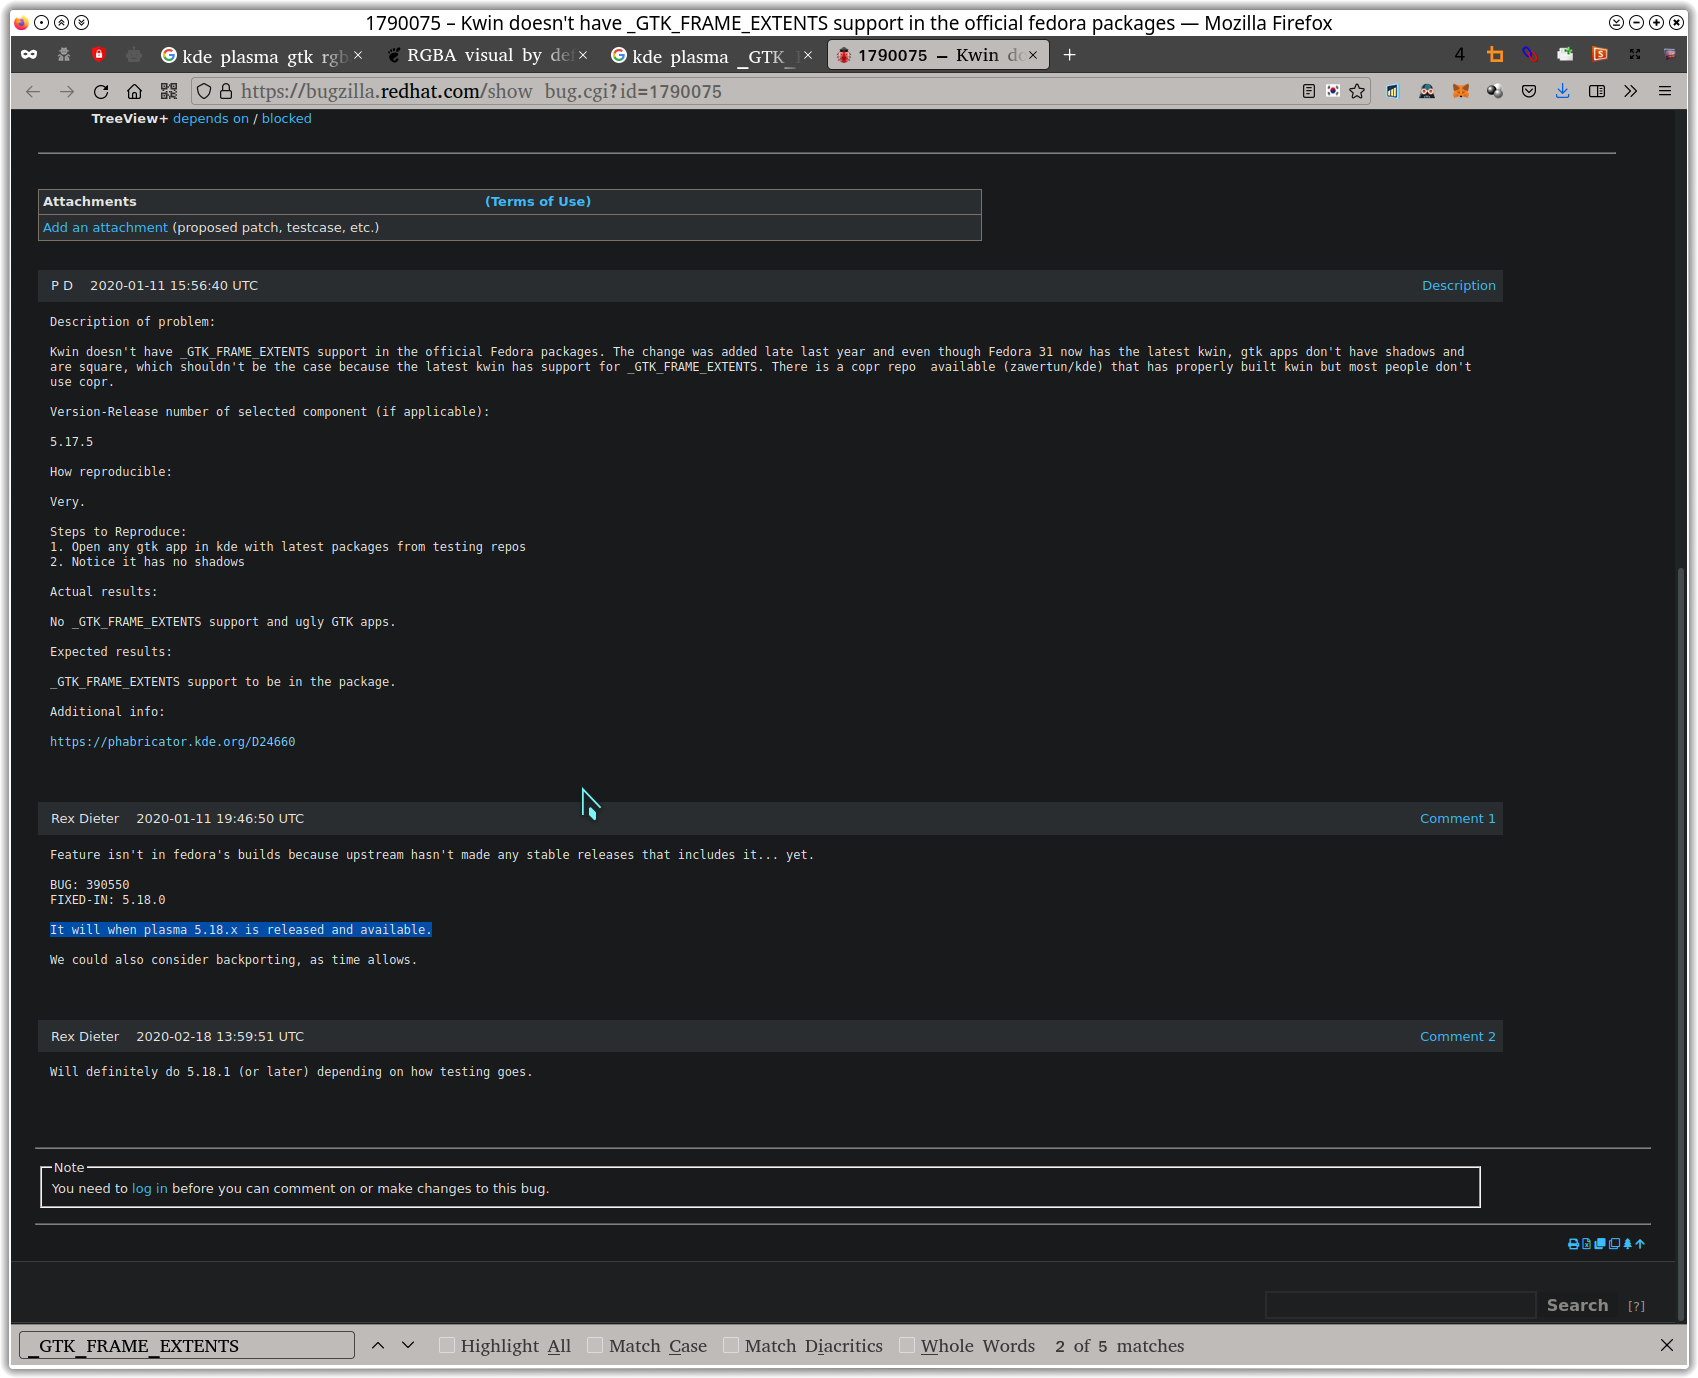 1790075 – Kwin doesn't have _GTK_FRAME_EXTENTS support in the official fedora packages — Mozilla Firefox
kde plasma gtk rgb
RGBA visual by de
kde plasma _GTK_
1790075 – Kwin do
4
https://bugzilla.redhat.com/show_bug.cgi?id=1790075
TreeView+ depends on / blocked
Attachments (Terms of Use)
Add an attachment (proposed patch, testcase, etc.)
P D 2020-01-11 15:56:40 UTC Description
Description of problem:
Kwin doesn't have _GTK_FRAME_EXTENTS support in the official Fedora packages. The change was added late last year and even though Fedora 31 now has the latest kwin, gtk apps don't have shadows and
are square, which shouldn't be the case because the latest kwin has support for _GTK_FRAME_EXTENTS. There is a copr repo  available (zawertun/kde) that has properly built kwin but most people don't
use copr.
Version-Release number of selected component (if applicable):
5.17.5
How reproducible:
Very.
Steps to Reproduce:
1. Open any gtk app in kde with latest packages from testing repos
2. Notice it has no shadows
Actual results:
No _GTK_FRAME_EXTENTS support and ugly GTK apps.
Expected results:
_GTK_FRAME_EXTENTS support to be in the package.
Additional info:
https://phabricator.kde.org/D24660
Rex Dieter 2020-01-11 19:46:50 UTC Comment 1
Feature isn't in fedora's builds because upstream hasn't made any stable releases that includes it... yet.
BUG: 390550
FIXED-IN: 5.18.0
It will when plasma 5.18.x is released and available.
We could also consider backporting, as time allows.
Rex Dieter 2020-02-18 13:59:51 UTC Comment 2
Will definitely do 5.18.1 (or later) depending on how testing goes.
Note
You need to log in before you can comment on or make changes to this bug.
Search [?]
_GTK_FRAME_EXTENTS Highlight All Match Case Match Diacritics Whole Words 2 of 5 matches